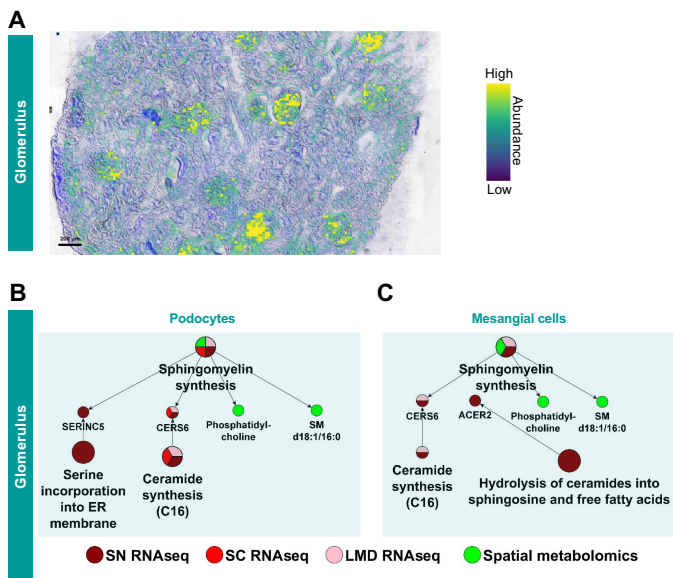 A
Glomerulus
200 µm
High
Abundance
Low
B
C
Glomerulus
Podocytes
Sphingomyelin
synthesis
SERINC5
CERS6
Phosphatidyl-
choline
SM
d18:1/16:0
Serine
incorporation
into ER
membrane
Ceramide
synthesis
(C16)
Mesangial cells
Sphingomyelin
synthesis
CERS6
ACER2
Phosphatidyl-
choline
SM
d18:1/16:0
Ceramide
synthesis
(C16)
Hydrolysis of ceramides into
sphingosine and free fatty acids
SN RNAseq
SC RNAseq
LMD RNAseq
Spatial metabolomics